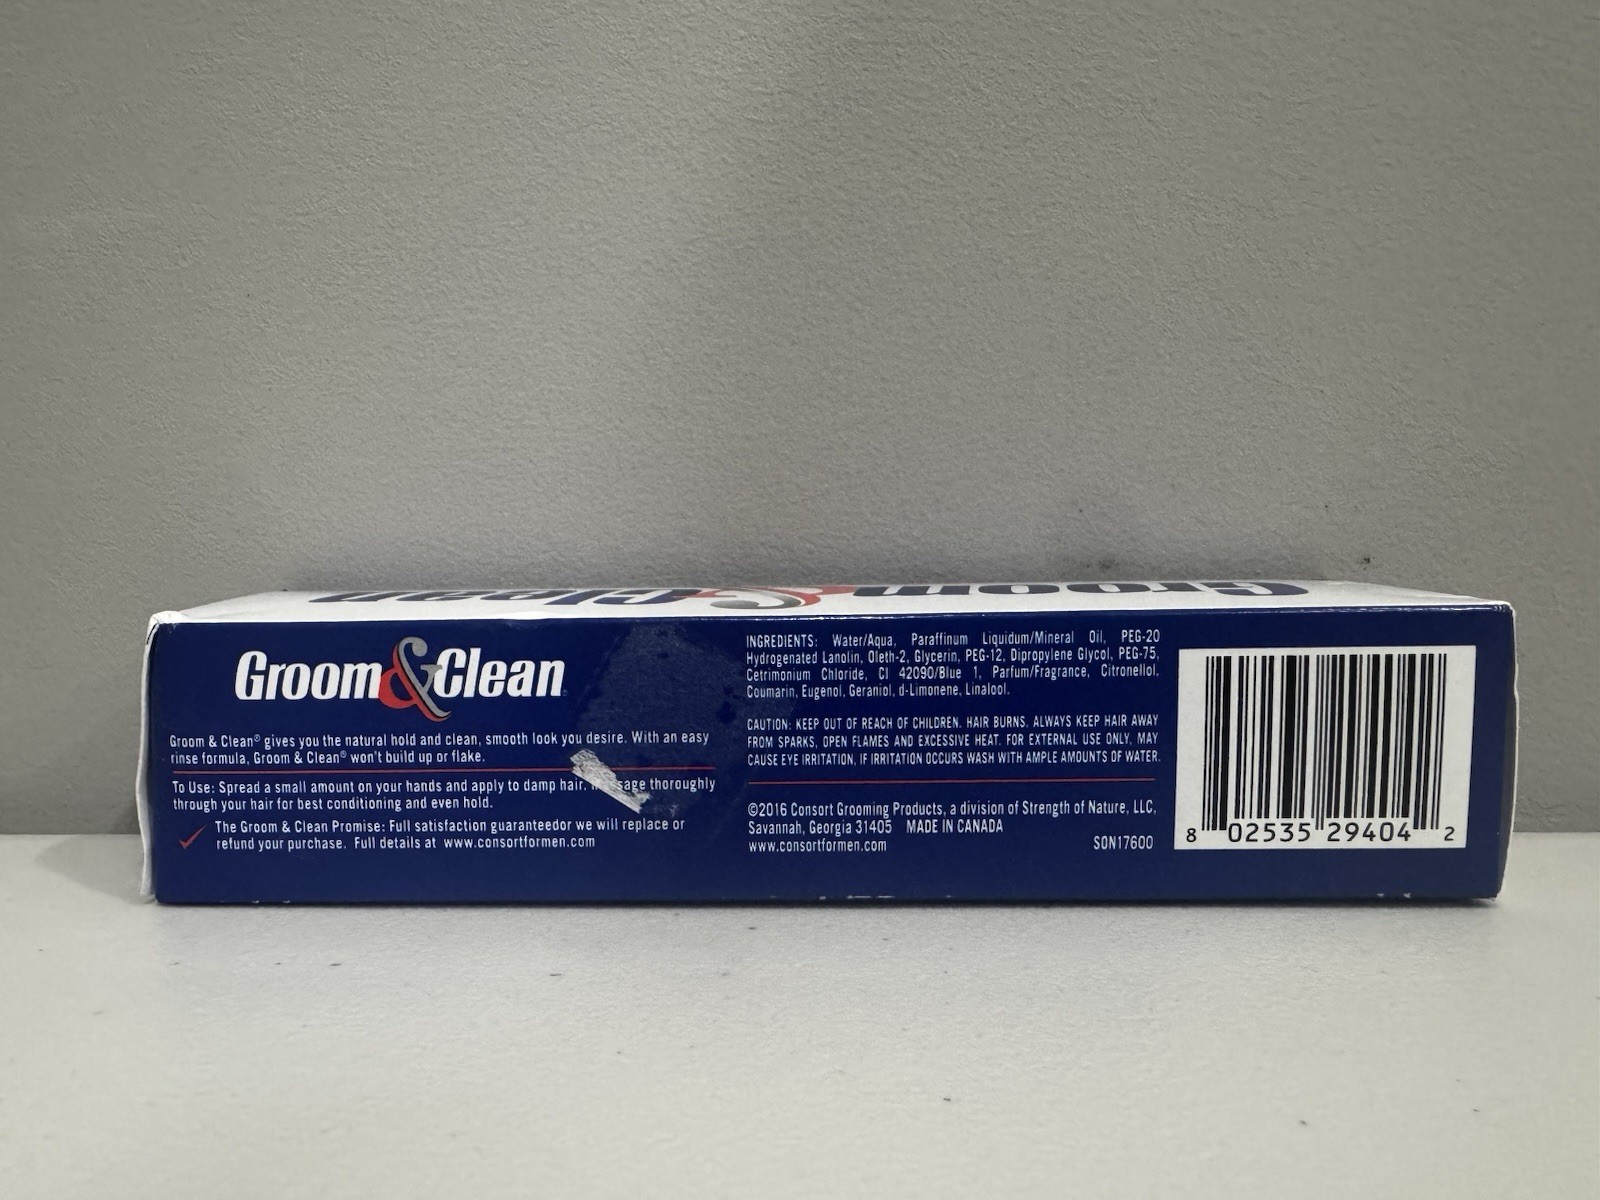 Groom&Clean
Groom&Clean
Groom & Clean® gives you the natural hold and clean, smooth look you desire. With an easy
rinse formula, Groom & Clean® won't build up or flake.
To Use: Spread a small amount on your hands and apply to damp hair. thoroughly
through your hair for best conditioning and even hold.
The Groom & Clean Promise: Full satisfaction guaranteedor we will replace or
refund your purchase. Full details at www.consortformen.com
INGREDIENTS: Water/Aqua, Paraffinum Liquidum/Mineral Oil, PEG-20
Hydrogenated Lanolin, Oleth-2, Glycerin, PEG-12, Dipropylene Glycol, PEG-75,
Cetrimonium Chloride, CI 42090/Blue 1, Parfum/Fragrance, Citronellol,
Coumarin, Eugenol, Geraniol, d-Limonene, Linalool.
CAUTION: KEEP OUT OF REACH OF CHILDREN. HAIR BURNS. ALWAYS KEEP HAIR AWAY
FROM SPARKS, OPEN FLAMES AND EXCESSIVE HEAT. FOR EXTERNAL USE ONLY, MAY
CAUSE EYE IRRITATION, IF IRRITATION OCCURS WASH WITH AMPLE AMOUNTS OF WATER.
©2016 Consort Grooming Products, a division of Strength of Nature, LLC,
Savannah, Georgia 31405 MADE IN CANADA
www.consortformen.com SON17600
8 02535 29404 2